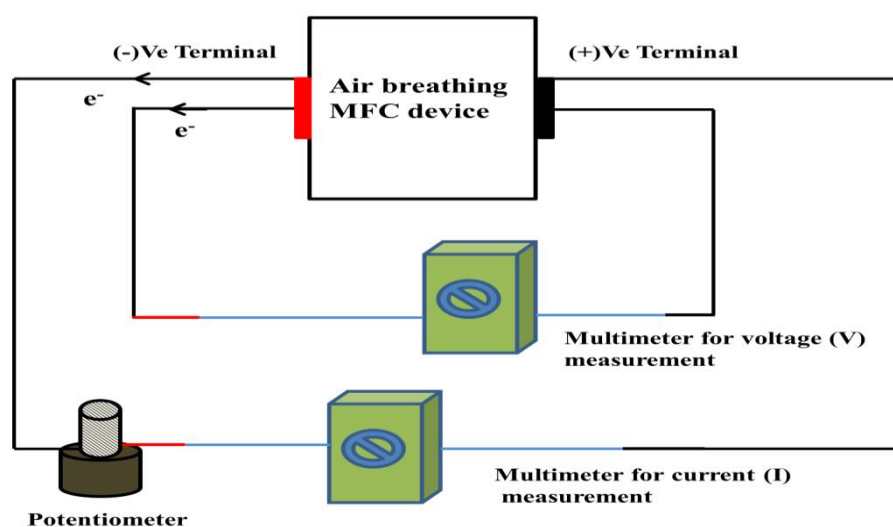 (-)Ve Terminal
(+)Ve Terminal
e-
e-
Air breathing
MFC device
Multimeter for voltage (V)
measurement
Multimeter for current (I)
measurement
Potentiometer